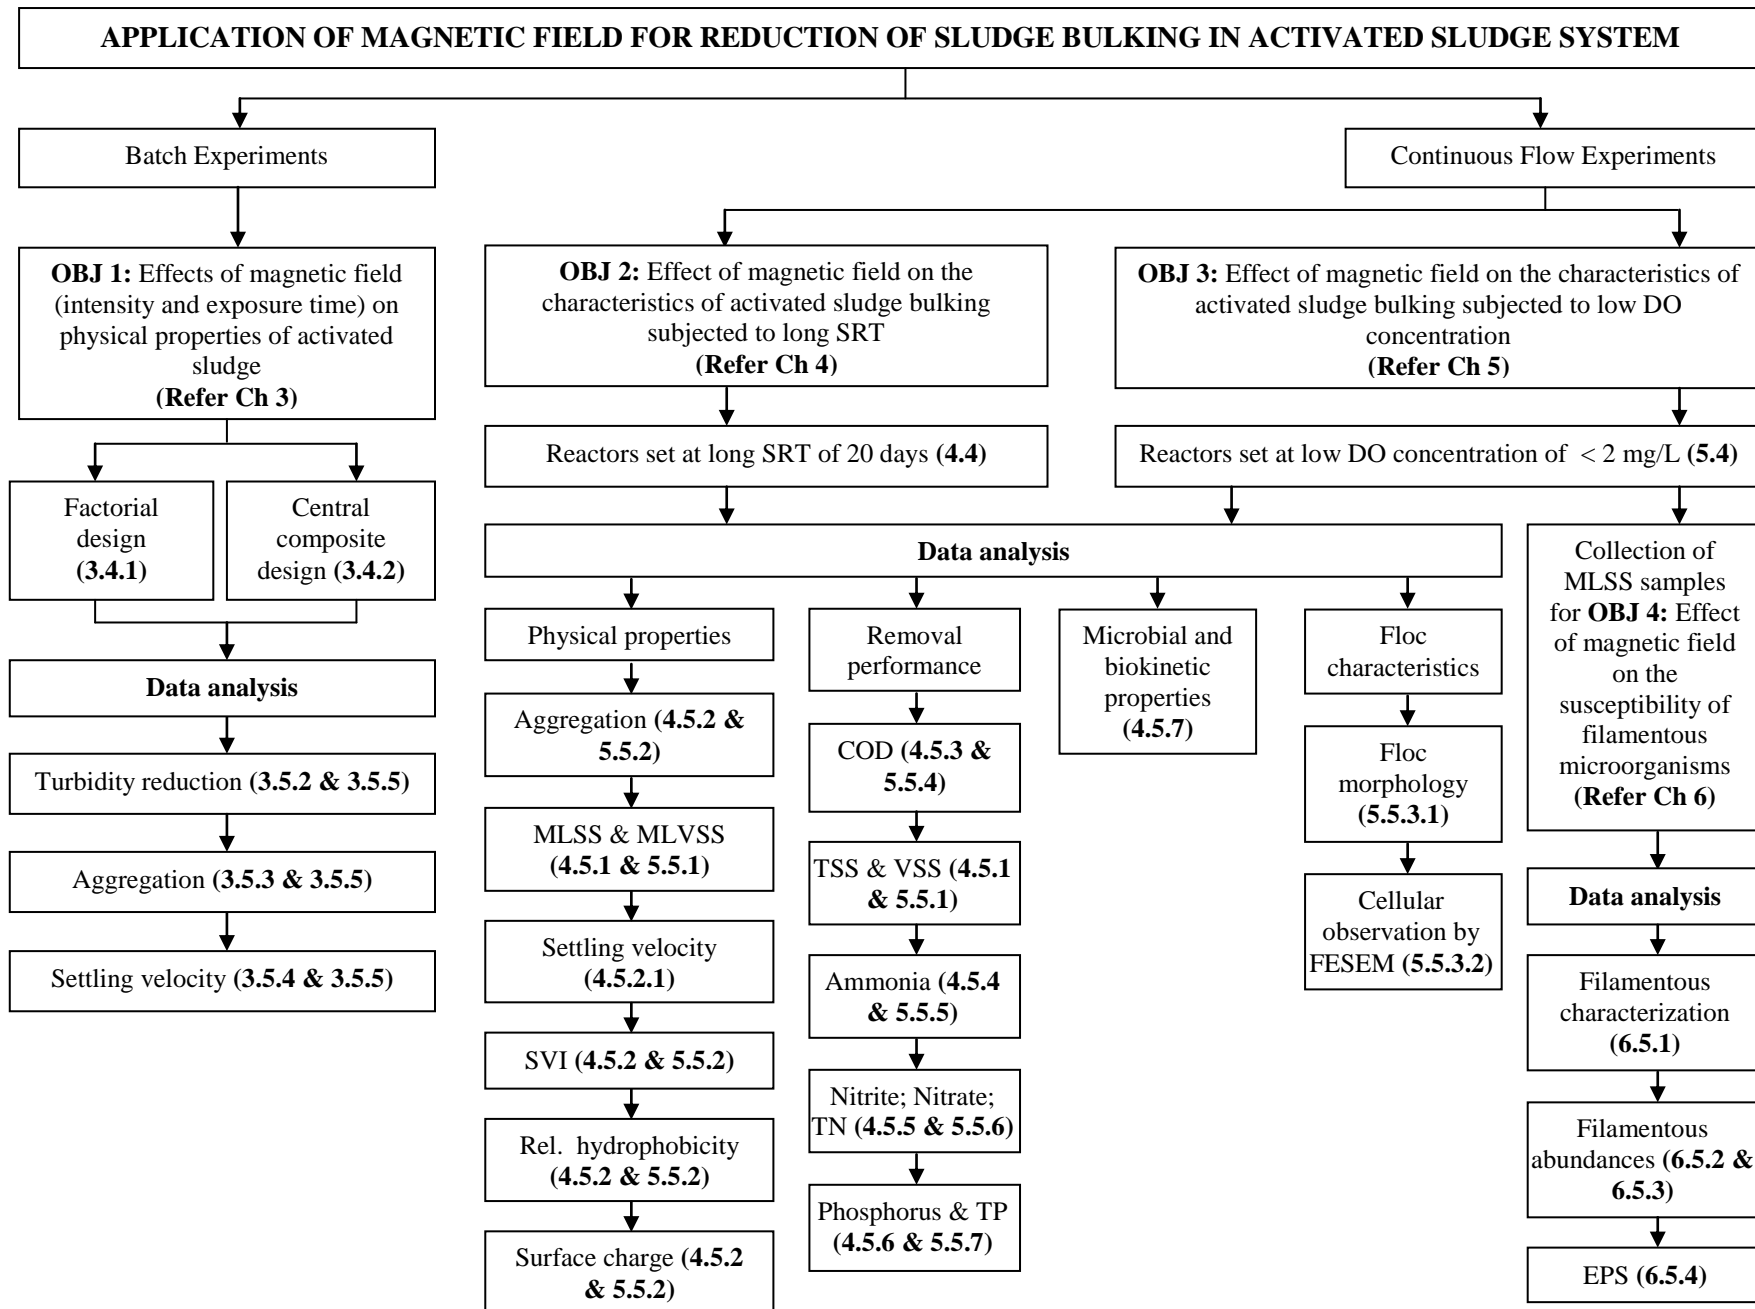 APPLICATION OF MAGNETIC FIELD FOR REDUCTION OF SLUDGE BULKING IN ACTIVATED SLUDGE SYSTEM
Batch Experiments
Continuous Flow Experiments
OBJ 1: Effects of magnetic field
(intensity and exposure time) on
physical properties of activated
sludge
(Refer Ch 3)
OBJ 2: Effect of magnetic field on the
characteristics of activated sludge bulking
subjected to long SRT
(Refer Ch 4)
OBJ 3: Effect of magnetic field on the characteristics of
activated sludge bulking subjected to low DO
concentration
(Refer Ch 5)
Reactors set at long SRT of 20 days (4.4)
Reactors set at low DO concentration of < 2 mg/L (5.4)
Factorial
design
(3.4.1)
Central
composite
design (3.4.2)
Data analysis
Turbidity reduction (3.5.2 & 3.5.5)
Aggregation (3.5.3 & 3.5.5)
Settling velocity (3.5.4 & 3.5.5)
Data analysis
Physical properties
Aggregation (4.5.2 &
5.5.2)
MLSS & MLVSS
(4.5.1 & 5.5.1)
Settling velocity
(4.5.2.1)
SVI (4.5.2 & 5.5.2)
Rel. hydrophobicity
(4.5.2 & 5.5.2)
Surface charge (4.5.2
& 5.5.2)
Removal
performance
COD (4.5.3 &
5.5.4)
TSS & VSS (4.5.1
& 5.5.1)
Ammonia (4.5.4
& 5.5.5)
Nitrite; Nitrate;
TN (4.5.5 & 5.5.6)
Phosphorus & TP
(4.5.6 & 5.5.7)
Microbial and
biokinetic
properties
(4.5.7)
Floc
characteristics
Floc
morphology
(5.5.3.1)
Cellular
observation by
FESEM (5.5.3.2)
Collection of
MLSS samples
for OBJ 4: Effect
of magnetic field
on the
susceptibility of
filamentous
microorganisms
(Refer Ch 6)
Data analysis
Filamentous
characterization
(6.5.1)
Filamentous
abundances (6.5.2 &
6.5.3)
EPS (6.5.4)